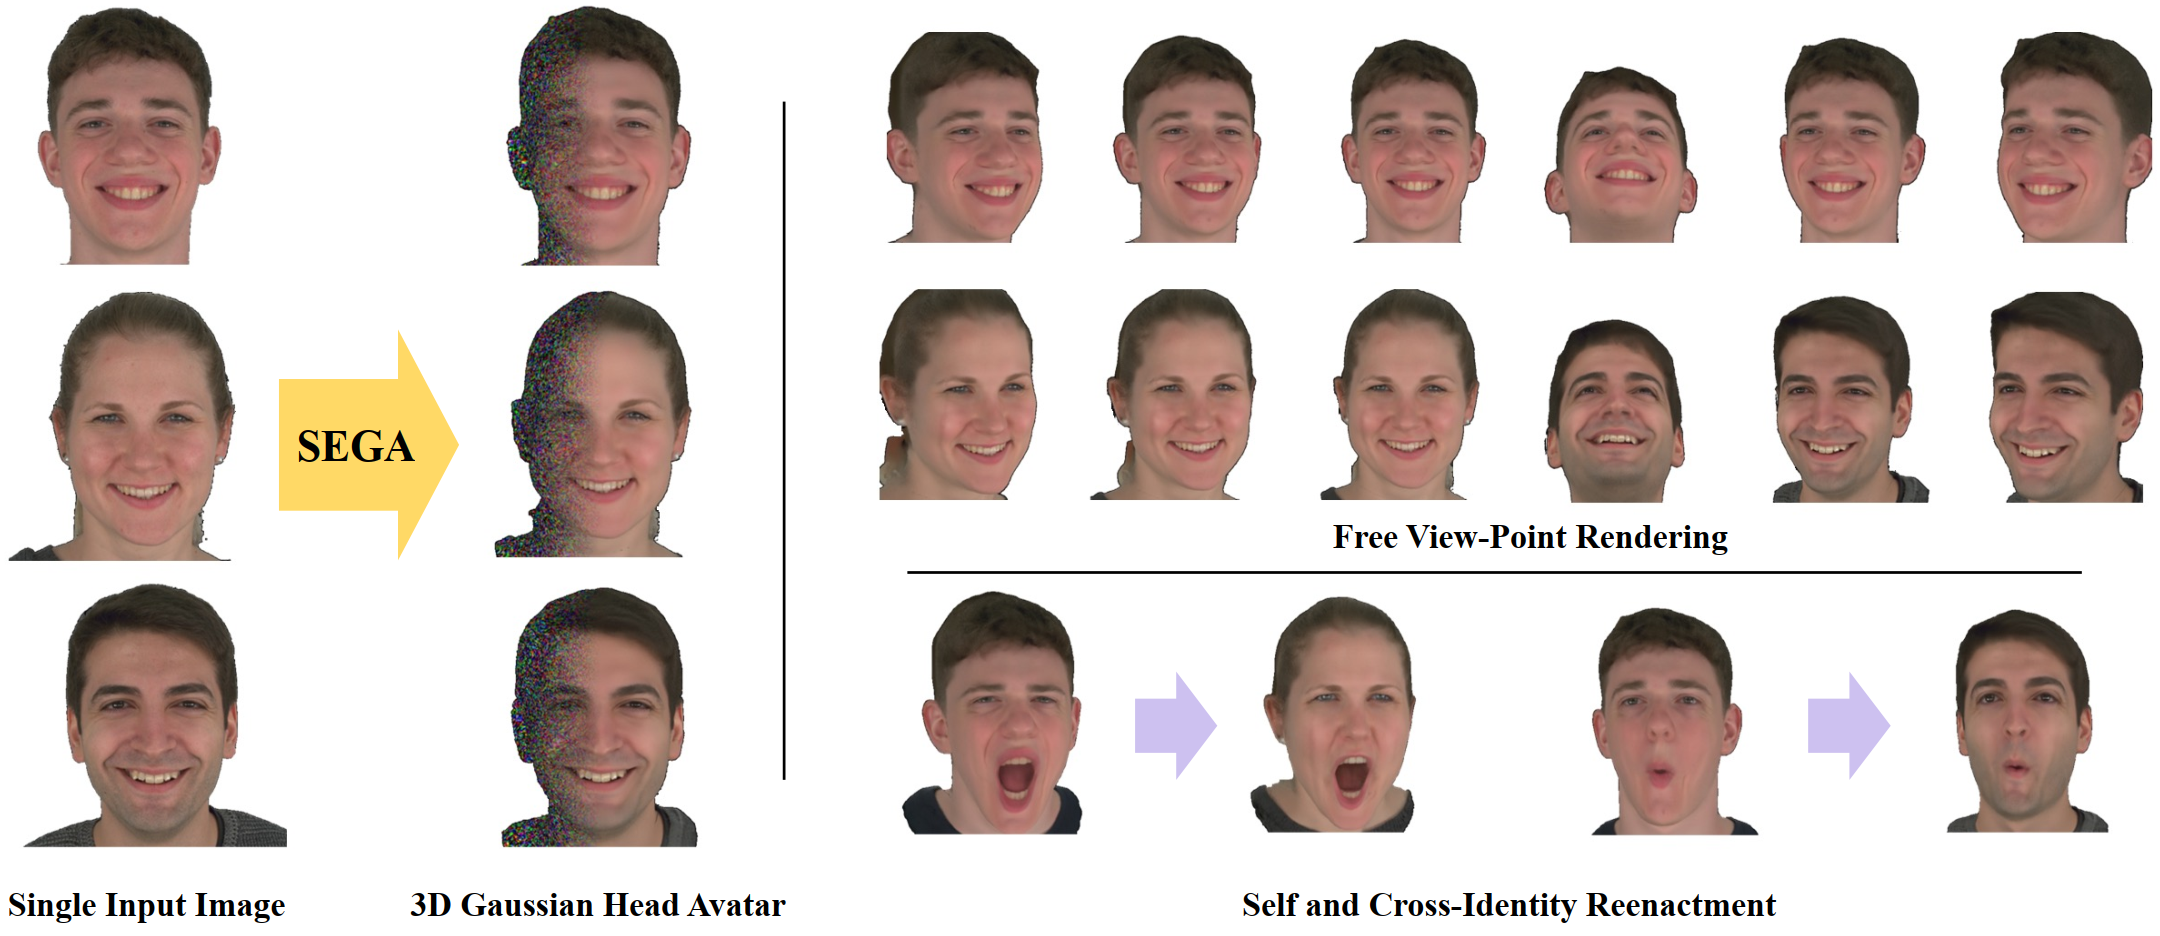 SEGA
Free View-Point Rendering
Single Input Image
3D Gaussian Head Avatar
Self and Cross-Identity Reenactment